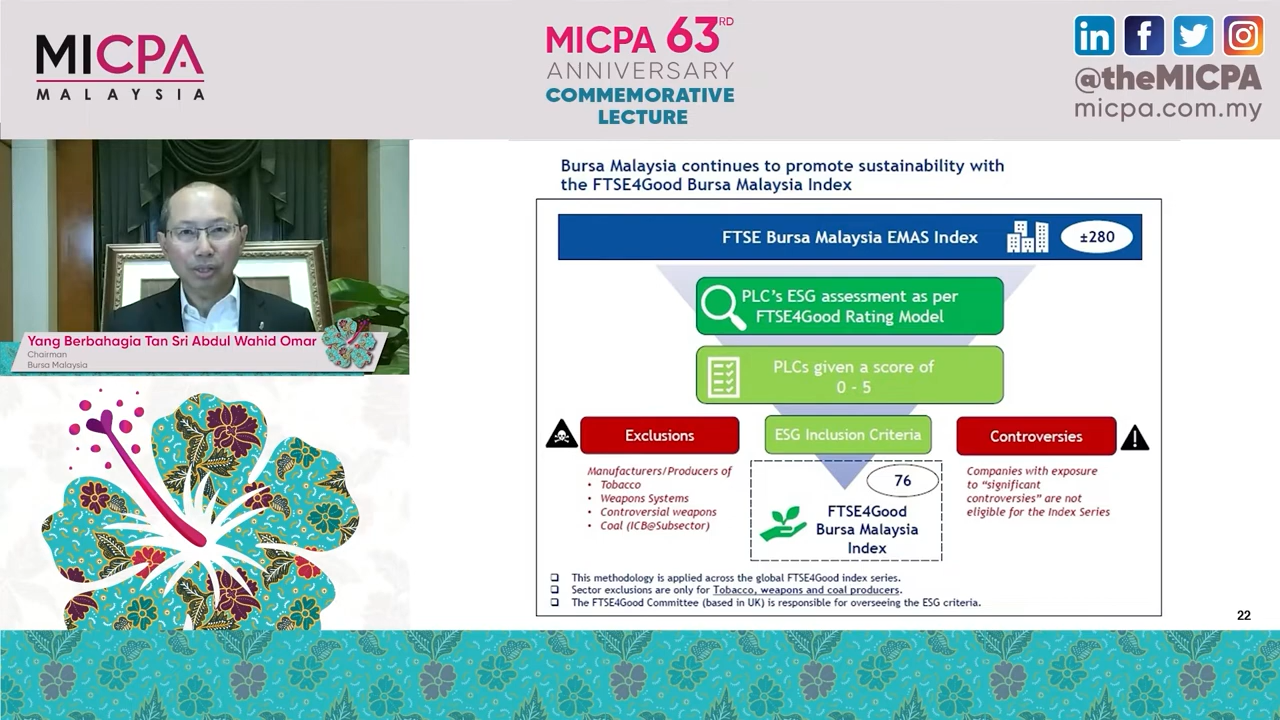 MICPA
MALAYSIA
MICPA 63RD
ANNIVERSARY
COMMEMORATIVE
LECTURE
in f
@theMICPA
micpa.com.my
Yang Berbahagia Tan Sri Abdul Wahid Omar
Chairman
Bursa Malaysia
Bursa Malaysia continues to promote sustainability with
the FTSE4Good Bursa Malaysia Index
FTSE Bursa Malaysia EMAS Index
±280
PLC's ESG assessment as per
FTSE4Good Rating Model
PLCs given a score of
0 - 5
Exclusions
Manufacturers/Producers of
• Tobacco
• Weapons Systems
• Controversial weapons
• Coal (ICB@Subsector)
ESG Inclusion Criteria
76
FTSE4Good
Bursa Malaysia
Index
Controversies
Companies with exposure
to "significant
controversies" are not
eligible for the Index Series
❑ This methodology is applied across the global FTSE4Good index series.
❑ Sector exclusions are only for Tobacco, weapons and coal producers.
❑ The FTSE4Good Committee (based in UK) is responsible for overseeing the ESG criteria.
22